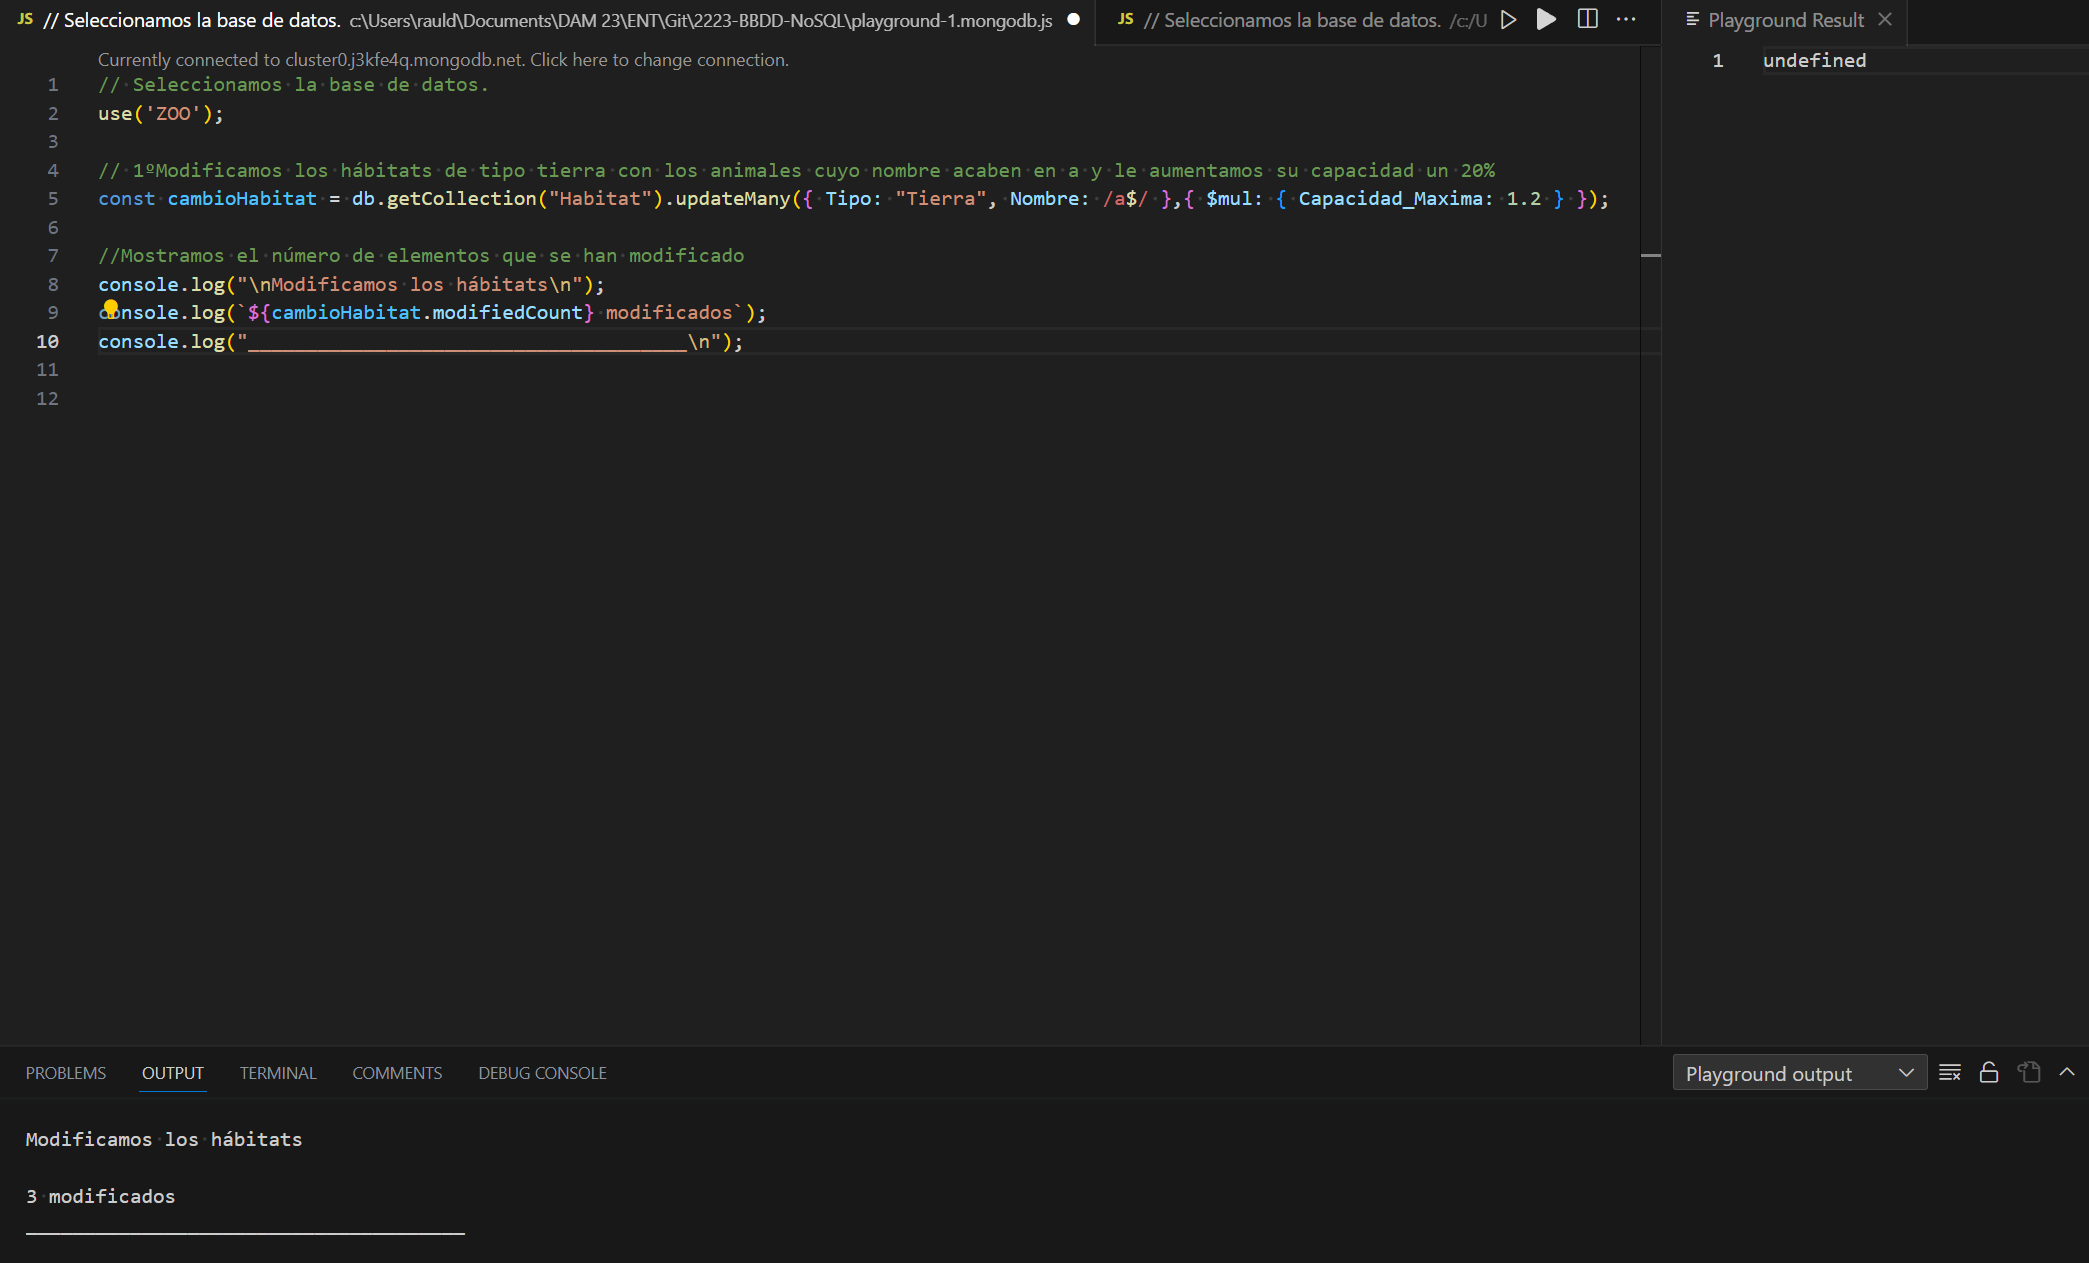 JS // Seleccionamos la base de datos. c:\Users\rauld\Documents\DAM 23\ENT\Git\2223-BBDD-NoSQL\playground-1.mongodb.js ● JS // Seleccionamos la base de datos. /c:/U Playground Result
Currently connected to cluster0.j3kfe4q.mongodb.net. Click here to change connection.
1 undefined
1 // Seleccionamos la base de datos.
2 use('ZOO');
3
4 // 1ºModificamos los hábitats de tipo tierra con los animales cuyo nombre acaben en a y le aumentamos su capacidad un 20%
5 const cambioHabitat = db.getCollection("Habitat").updateMany({ Tipo: "Tierra", Nombre: /a$/ },{ $mul: { Capacidad_Maxima: 1.2 } });
6
7 //Mostramos el número de elementos que se han modificado
8 console.log("\nModificamos los hábitats\n");
9 console.log(`${cambioHabitat.modifiedCount} modificados`);
10 console.log("______________________________________\n");
11
12
PROBLEMS OUTPUT TERMINAL COMMENTS DEBUG CONSOLE Playground output
Modificamos los hábitats
3 modificados
______________________________________